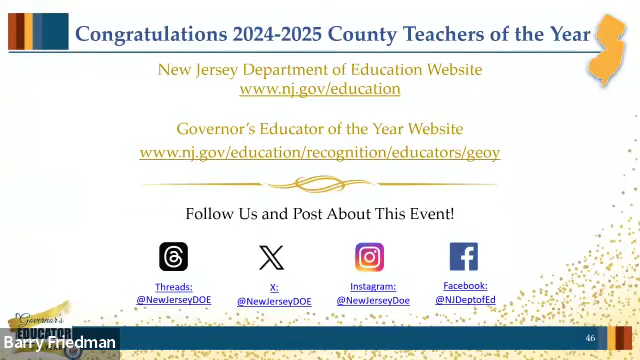 Congratulations 2024-2025 County Teachers of the Year
New Jersey Department of Education Website
www.nj.gov/education
Governor's Educator of the Year Website
www.nj.gov/education/recognition/educators/geoy
Follow Us and Post About This Event!
Threads:
@NewJerseyDOE
X:
@NewJerseyDOE
Instagram:
@NewJerseyDoe
Facebook:
@NJDeptofEd
Governor's
EDUCATOR
Barry Friedman
46